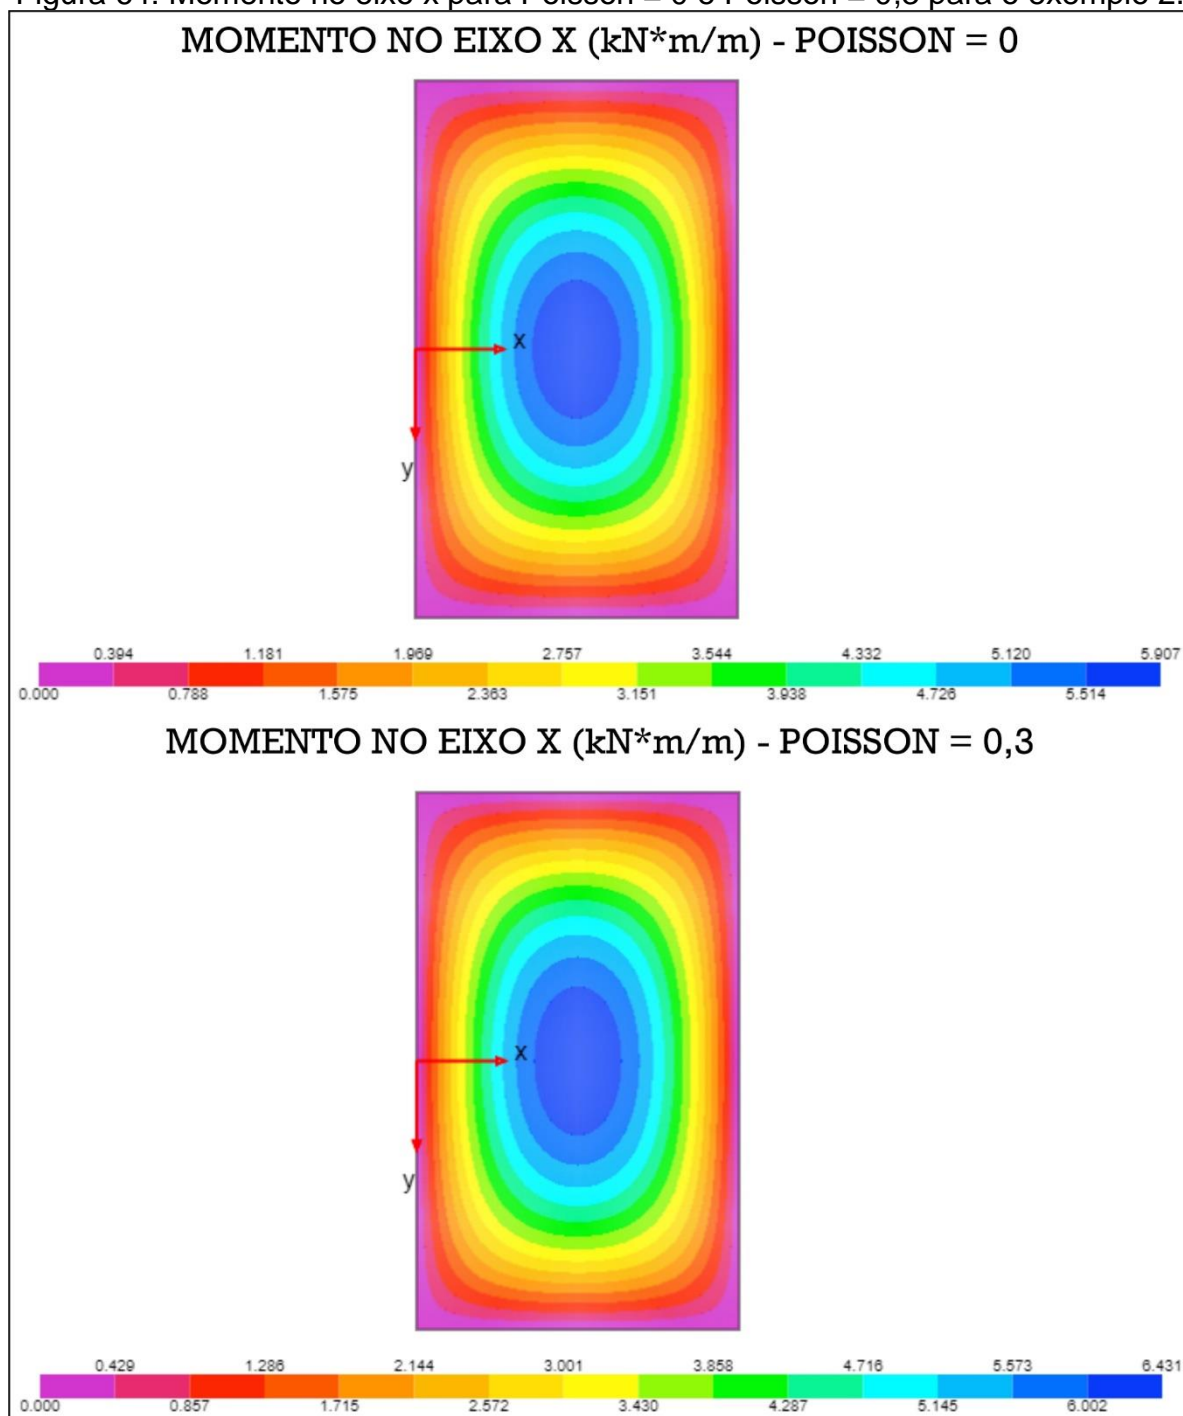 MOMENTO NO EIXO X (kN*m/m) - POISSON = 0
x
y
0.394 1.181 1.969 2.757 3.544 4.332 5.120 5.907
0.000 0.788 1.575 2.363 3.151 3.938 4.726 5.514
MOMENTO NO EIXO X (kN*m/m) - POISSON = 0,3
x
y
0.429 1.286 2.144 3.001 3.858 4.716 5.573 6.431
0.000 0.857 1.715 2.572 3.430 4.287 5.145 6.002